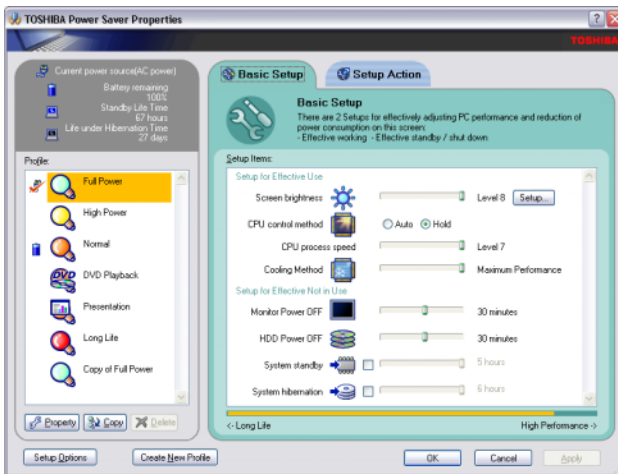 TOSHIBA Power Saver Properties
TOSHIBA
Current power source(AC power)
Battery remaining
100%
Standby Life Time
67 hours
Life under Hibernation Time
27 days
Profile:
Full Power
High Power
Normal
DVD
DVD Playback
Presentation
Long Life
Copy of Full Power
Property
Copy
Delete
Setup Options
Create New Profile
Basic Setup
Setup Action
Basic Setup
There are 2 Setups for effectively adjusting PC performance and reduction of
power consumption on this screen:
- Effective working - Effective standby / shut down
Setup Items:
Setup for Effective Use
Screen brightness Level 8 Setup...
CPU control method Auto Hold
CPU process speed Level 7
Cooling Method Maximum Performance
Setup for Effective Not in Use
Monitor Power OFF 30 minutes
HDD Power OFF 30 minutes
System standby 5 hours
System hibernation 6 hours
<- Long Life High Performance ->
OK Cancel Apply